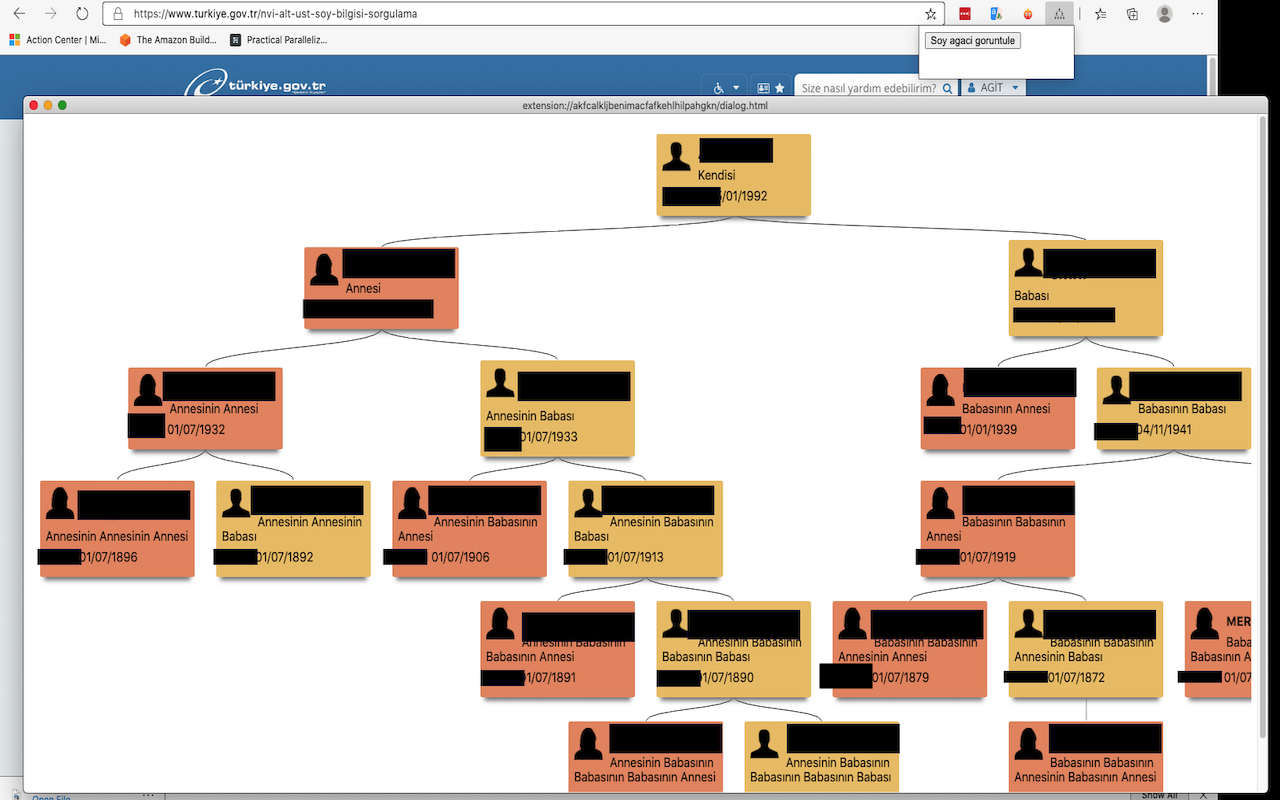 https://www.turkiye.gov.tr/nvi-alt-ust-soy-bilgisi-sorgulama
Action Center | Mi...
The Amazon Build...
Practical Paralleliz...
Soy agaci goruntule
türkiye.gov.tr
Size nasıl yardım edebilirim?
AGİT
extension://akfcalkljbenimacfafkehlhilpahgkn/dialog.html
Kendisi
/01/1992
Annesi
Babası
Annesinin Annesi
01/07/1932
Annesinin Babası
01/07/1933
Babasının Annesi
01/01/1939
Babasının Babası
04/11/1941
Annesinin Annesinin Annesi
01/07/1896
Annesinin Annesinin
Babası
01/07/1892
Annesinin Babasının
Annesi
01/07/1906
Annesinin Babasının
Babası
01/07/1913
Babasının Babasının
Annesi
01/07/1919
Annesinin Babasının
Babasının Annesi
01/07/1891
Annesinin Babasının
Babasının Babası
01/07/1890
Babasının Babasının
Annesinin Annesi
01/07/1879
Babasının Babasının
Annesinin Babası
01/07/1872
MER
Baba
Babasının A
01/07
Annesinin Babasının
Babasının Babasının Annesi
Annesinin Babasının
Babasının Babasının Babası
Babasının Babasının
Annesinin Babasının Annesi
Open File
Show All